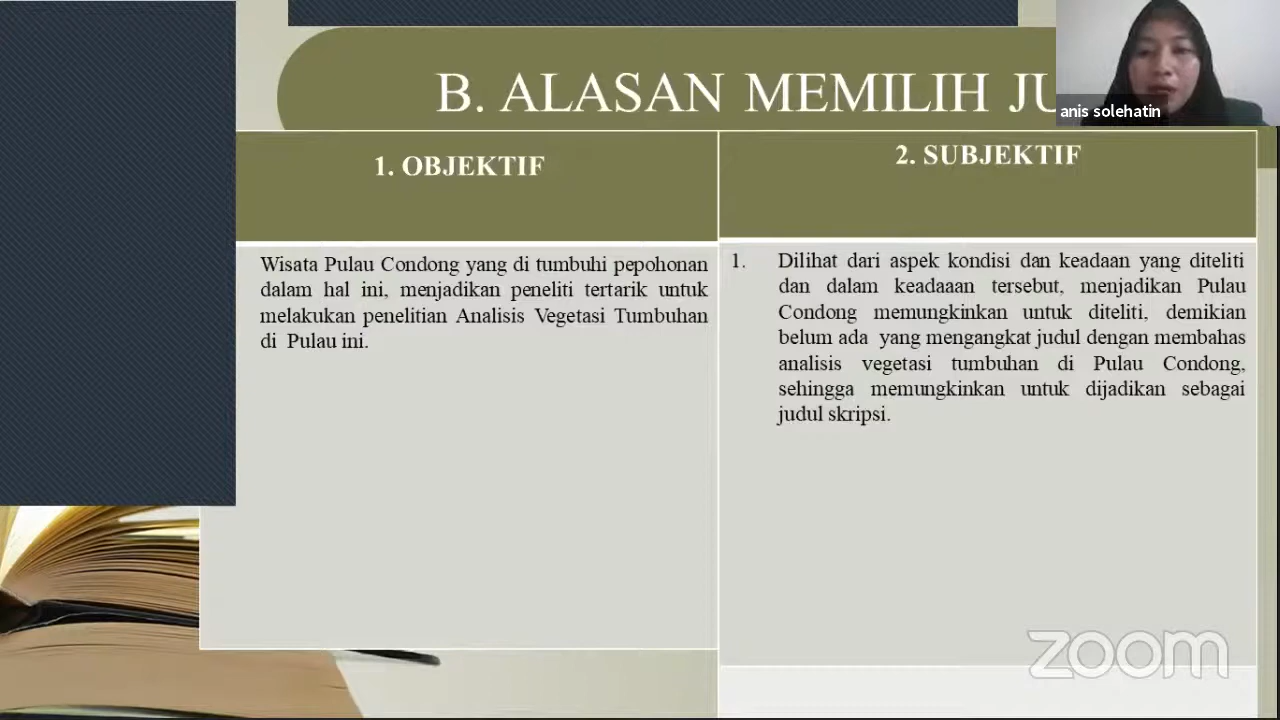 B. ALASAN MEMILIH JU
anis solehatin
1. OBJEKTIF
2. SUBJEKTIF
Wisata Pulau Condong yang di tumbuhi pepohonan
dalam hal ini, menjadikan peneliti tertarik untuk
melakukan penelitian Analisis Vegetasi Tumbuhan
di Pulau ini.
1. Dilihat dari aspek kondisi dan keadaan yang diteliti
dan dalam keadaaan tersebut, menjadikan Pulau
Condong memungkinkan untuk diteliti, demikian
belum ada yang mengangkat judul dengan membahas
analisis vegetasi tumbuhan di Pulau Condong,
sehingga memungkinkan untuk dijadikan sebagai
judul skripsi.
zoom